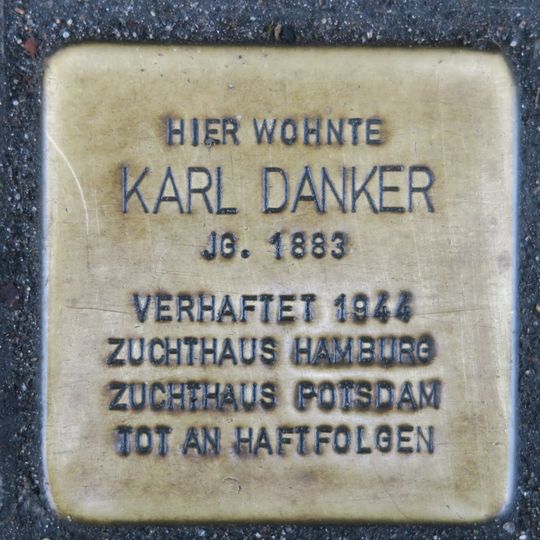 HIER WOHNTE
KARL DANKER
JG. 1883
VERHAFTET 1944
ZUCHTHAUS HAMBURG
ZUCHTHAUS POTSDAM
TOT AN HAFTFOLGEN